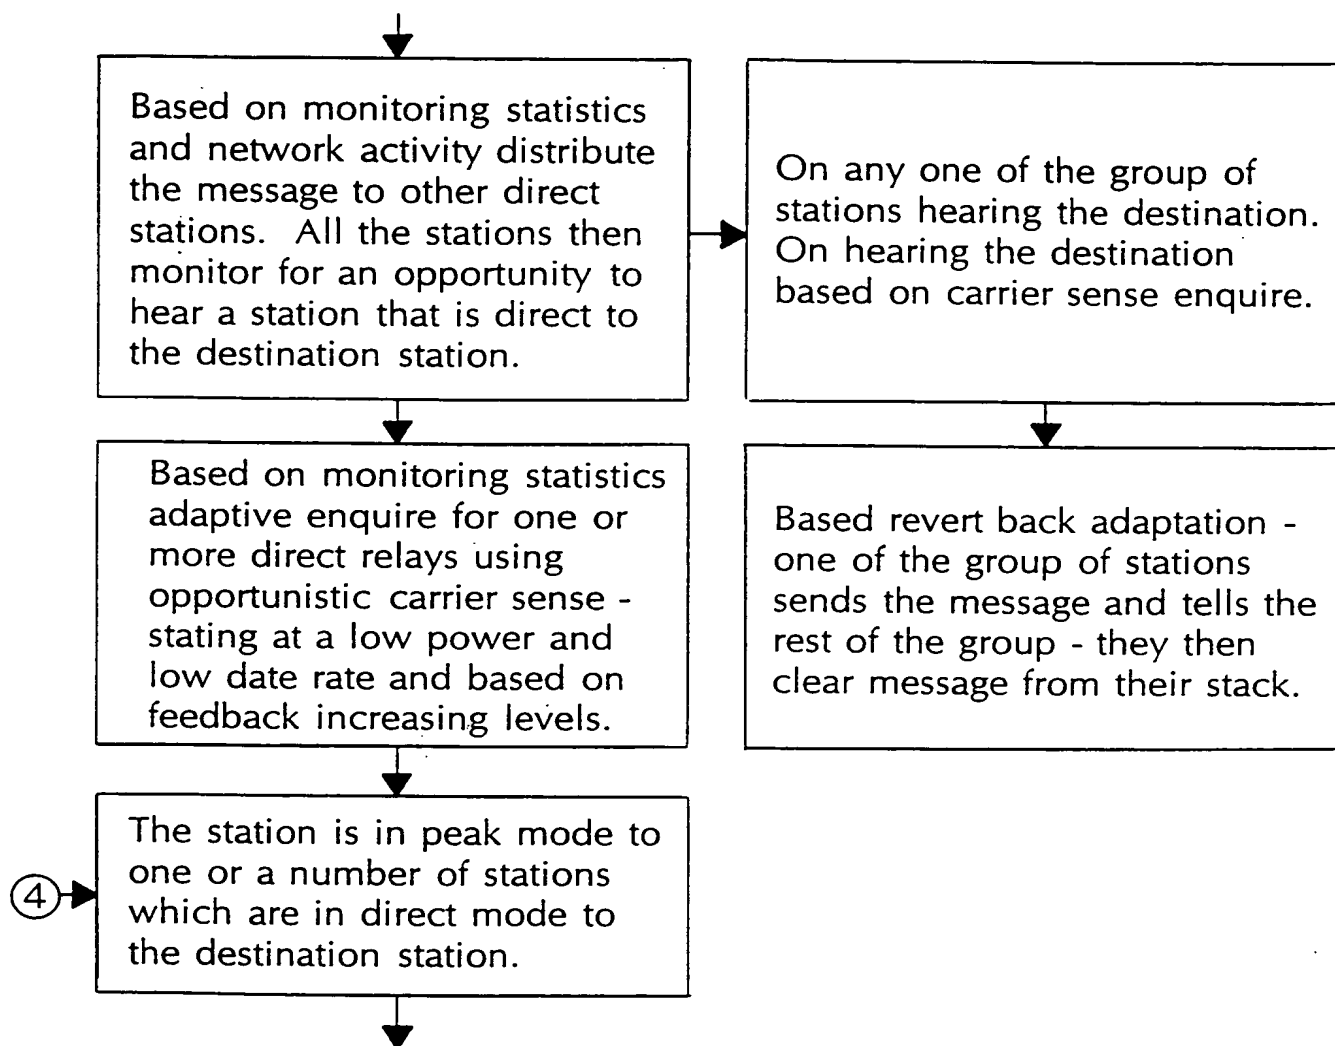 Based on monitoring statistics
and network activity distribute
the message to other direct
stations. All the stations then
monitor for an opportunity to
hear a station that is direct to
the destination station.
On any one of the group of
stations hearing the destination.
On hearing the destination
based on carrier sense enquire.
Based on monitoring statistics
adaptive enquire for one or
more direct relays using
opportunistic carrier sense -
stating at a low power and
low date rate and based on
feedback increasing levels.
Based revert back adaptation -
one of the group of stations
sends the message and tells the
rest of the group - they then
clear message from their stack.
4
The station is in peak mode to
one or a number of stations
which are in direct mode to
the destination station.